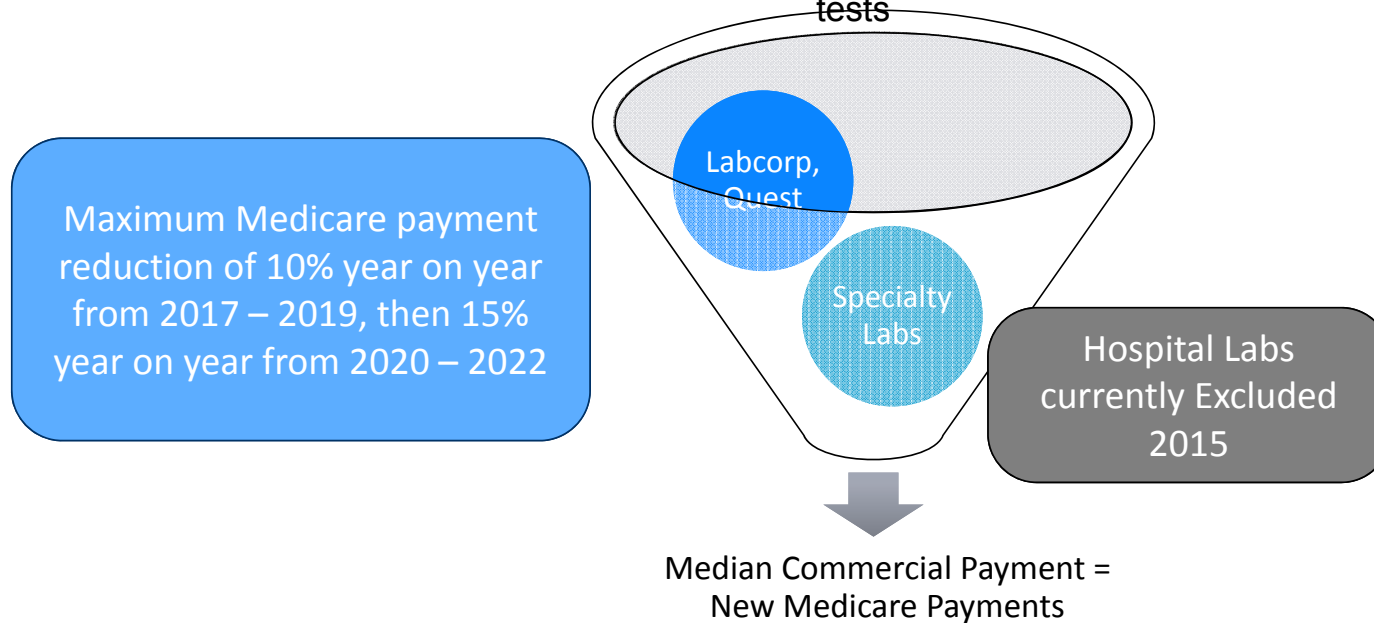 tests
Maximum Medicare payment
reduction of 10% year on year
from 2017 – 2019, then 15%
year on year from 2020 – 2022
Labcorp,
Quest
Specialty
Labs
Hospital Labs
currently Excluded
2015
Median Commercial Payment =
New Medicare Payments